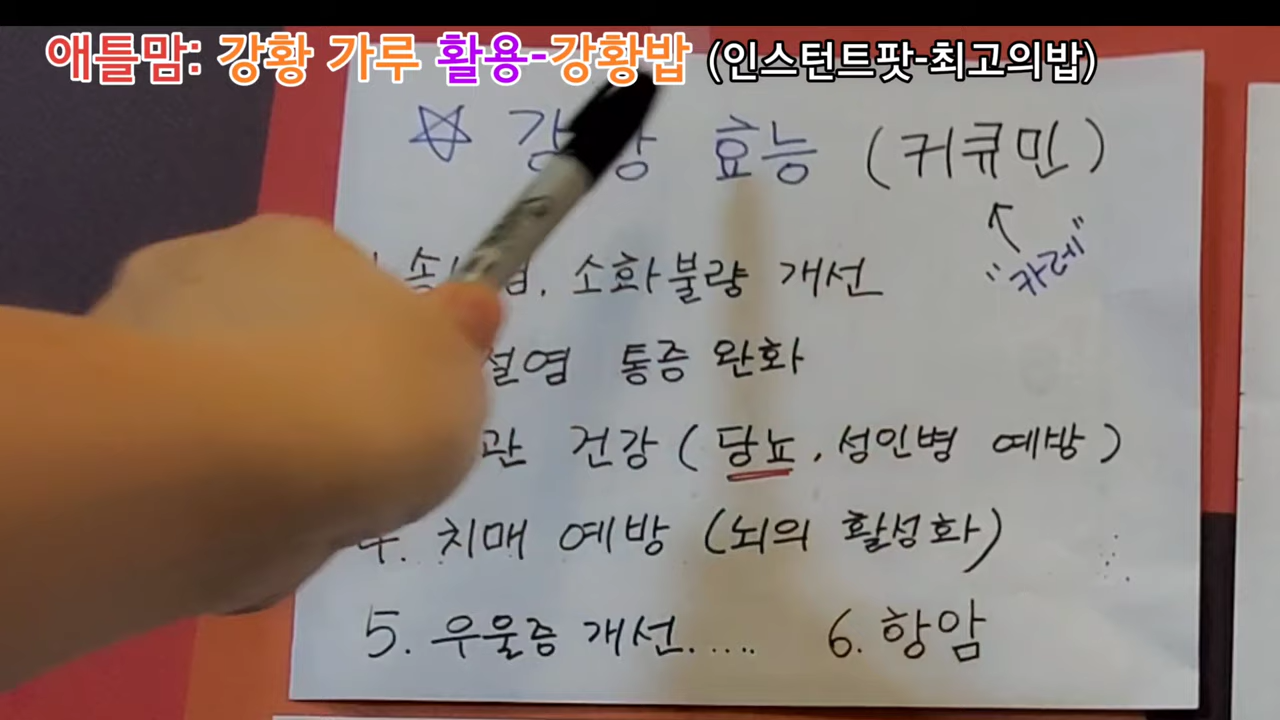 애틀맘: 강황 가루 활용-강황밥 (인스턴트팟-최고의밥)
효능 (커큐민)
소화불량 개선
"카레"
통증 완화
건강 (당뇨, 성인병 예방)
4. 치매 예방 (뇌의 활성화)
5. 우울증 개선..... 6. 항암